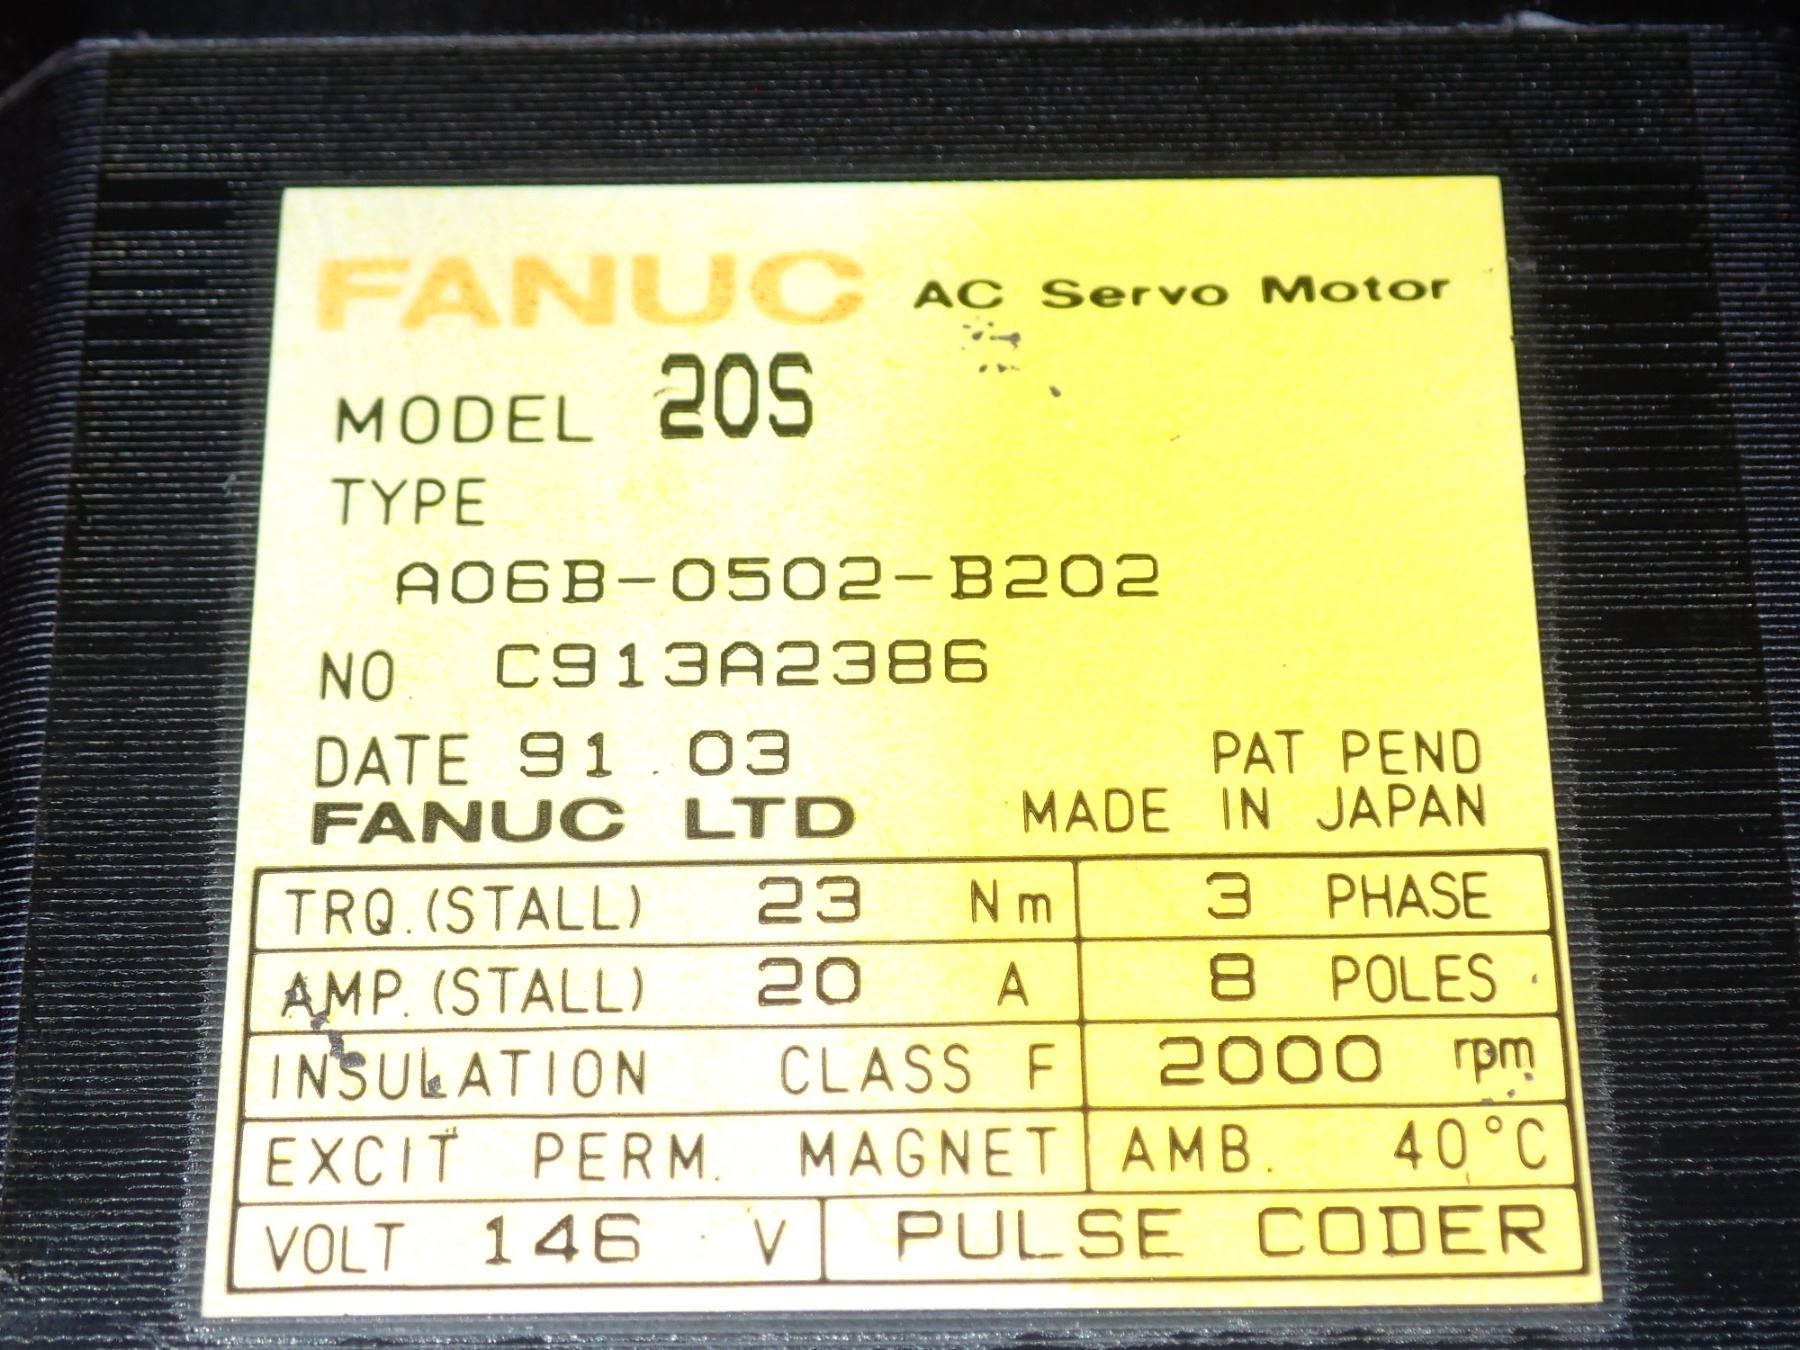 FANUC AC Servo Motor
MODEL 20S
TYPE
A06B-0502-B202
NO C913A2386
DATE 91 03 PAT PEND
FANUC LTD MADE IN JAPAN
TRQ.(STALL) 23 Nm 3 PHASE
AMP.(STALL) 20 A 8 POLES
INSULATION CLASS F 2000 rpm
EXCIT PERM. MAGNET AMB. 40°C
VOLT 146 V PULSE CODER